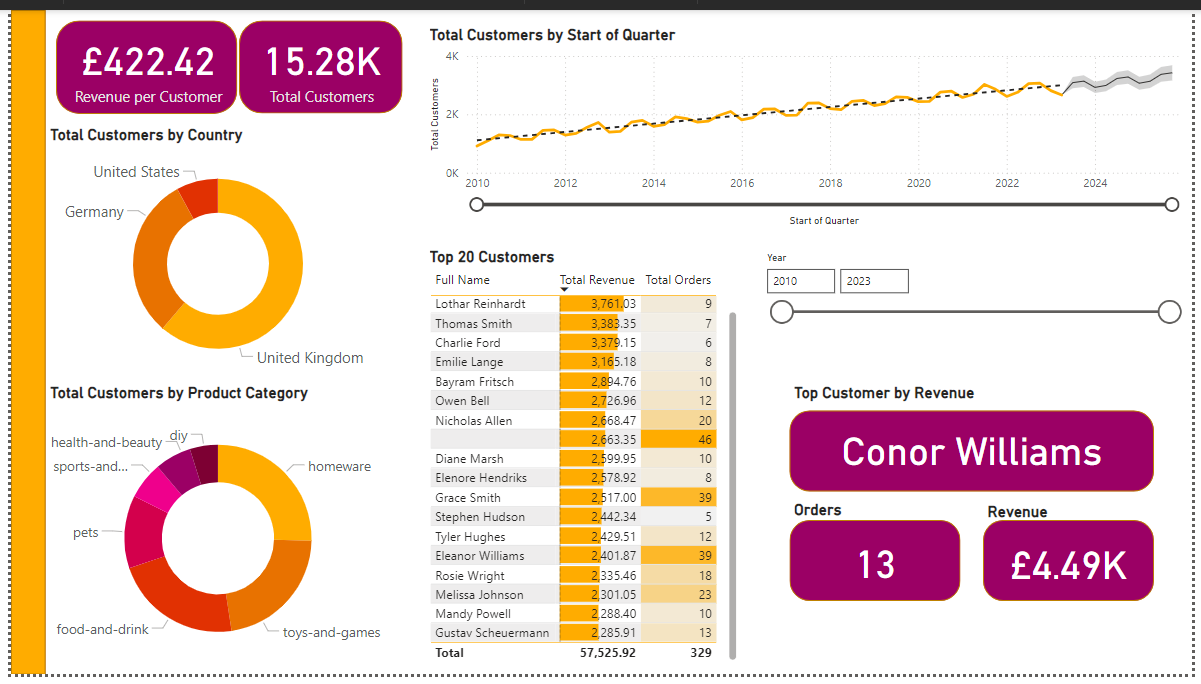 £422.42
Revenue per Customer
15.28K
Total Customers
Total Customers by Country
United States
Germany
United Kingdom
Total Customers by Product Category
diy
health-and-beauty
sports-and...
homeware
pets
food-and-drink
toys-and-games
Total Customers by Start of Quarter
Total Customers
4K
2K
0K
2010 2012 2014 2016 2018 2020 2022 2024
Start of Quarter
Top 20 Customers
Full Name Total Revenue Total Orders
Lothar Reinhardt 3,761.03 9
Thomas Smith 3,383.35 7
Charlie Ford 3,379.15 6
Emilie Lange 3,165.18 8
Bayram Fritsch 2,894.76 10
Owen Bell 2,726.96 12
Nicholas Allen 2,668.47 20
2,663.35 46
Diane Marsh 2,599.95 10
Elenore Hendriks 2,578.92 8
Grace Smith 2,517.00 39
Stephen Hudson 2,442.34 5
Tyler Hughes 2,429.51 12
Eleanor Williams 2,401.87 39
Rosie Wright 2,335.46 18
Melissa Johnson 2,301.05 23
Mandy Powell 2,288.40 10
Gustav Scheuermann 2,285.91 13
Total 57,525.92 329
Year
2010 2023
Top Customer by Revenue
Conor Williams
Orders
13
Revenue
£4.49K